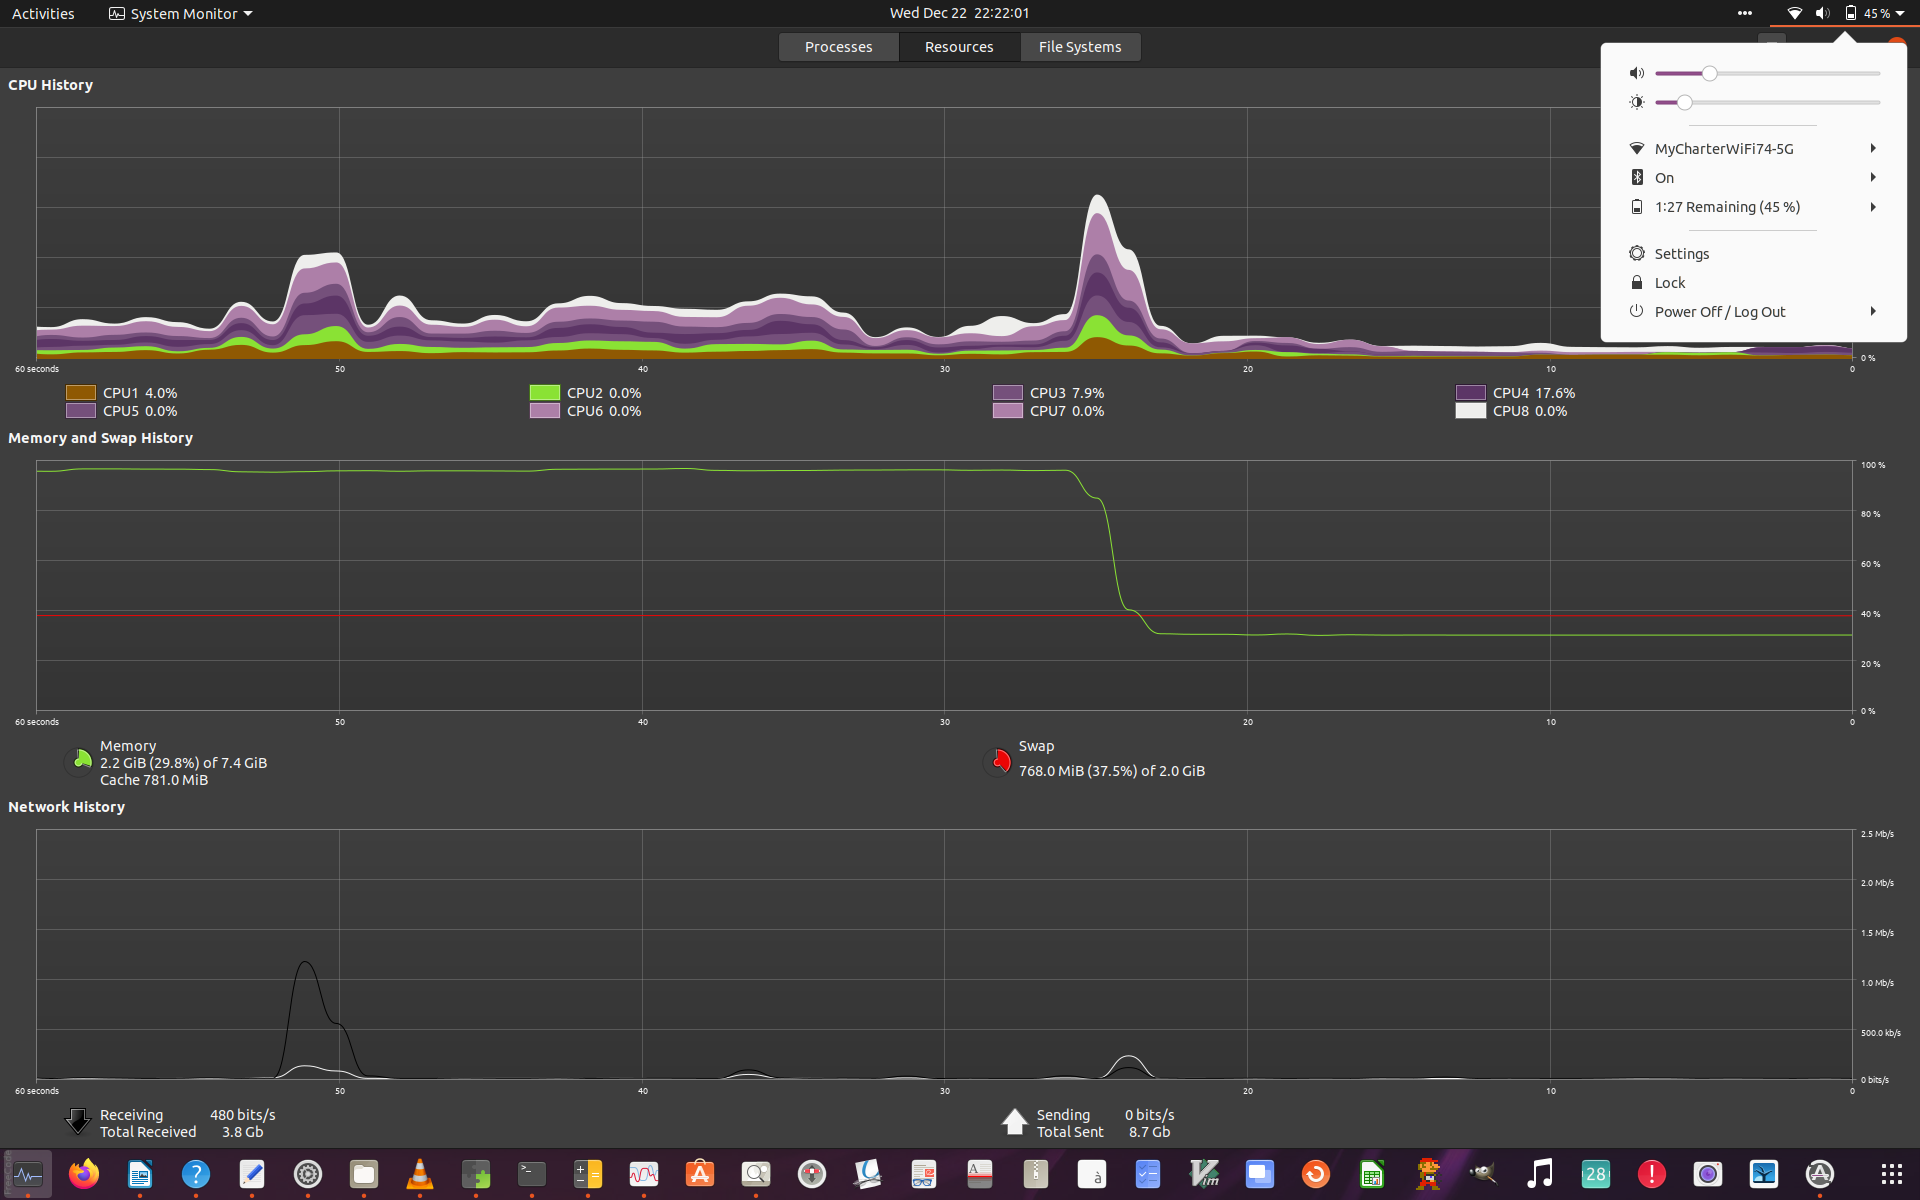 Activities
System Monitor
Wed Dec 22 22:22:01
45 %
Processes
Resources
File Systems
MyCharterWiFi74-5G
On
1:27 Remaining (45 %)
Settings
Lock
Power Off / Log Out
CPU History
0 %
60 seconds 50 40 30 20 10 0
CPU1 4.0% CPU2 0.0% CPU3 7.9% CPU4 17.6%
CPU5 0.0% CPU6 0.0% CPU7 0.0% CPU8 0.0%
Memory and Swap History
100 %
80 %
60 %
40 %
20 %
0 %
60 seconds 50 40 30 20 10 0
Memory
2.2 GiB (29.8%) of 7.4 GiB
Cache 781.0 MiB
Swap
768.0 MiB (37.5%) of 2.0 GiB
Network History
2.5 Mb/s
2.0 Mb/s
1.5 Mb/s
1.0 Mb/s
500.0 kb/s
0 bits/s
60 seconds 50 40 30 20 10 0
Receiving 480 bits/s
Total Received 3.8 Gb
Sending 0 bits/s
Total Sent 8.7 Gb
28